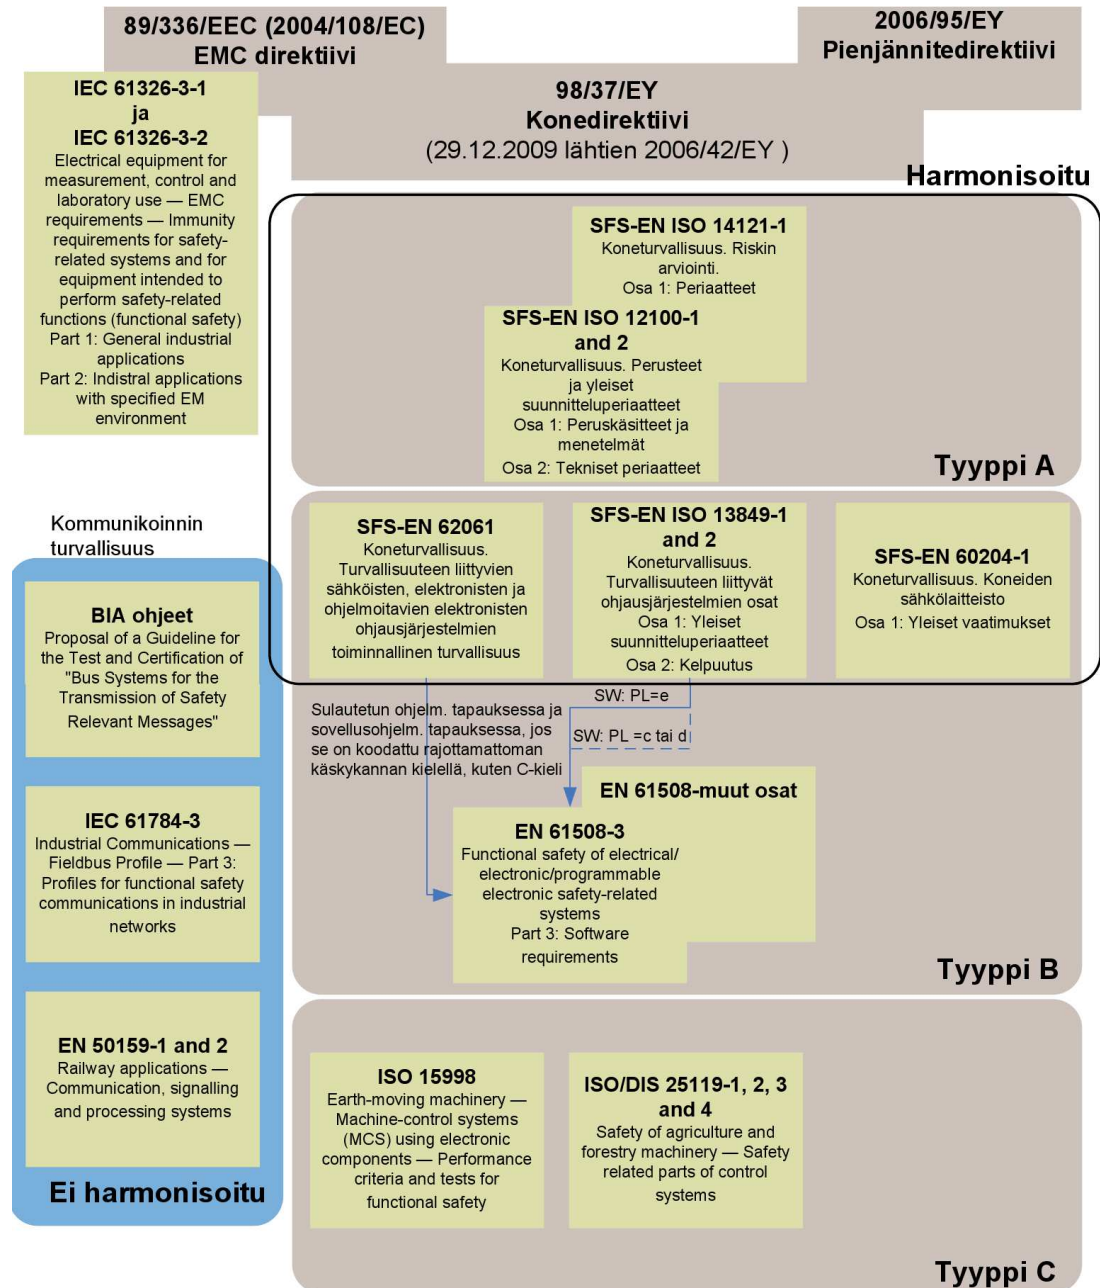 89/336/EEC (2004/108/EC)
EMC direktiivi
2006/95/EY
Pienjännitedirektiivi
98/37/EY
Konedirektiivi
(29.12.2009 lähtien 2006/42/EY )
IEC 61326-3-1
ja
IEC 61326-3-2
Electrical equipment for
measurement, control and
laboratory use — EMC
requirements — Immunity
requirements for safety-
related systems and for
equipment intended to
perform safety-related
functions (functional safety)
Part 1: General industrial
applications
Part 2: Indistral applications
with specified EM
environment
Harmonisoitu
SFS-EN ISO 14121-1
Koneturvallisuus. Riskin
arviointi.
Osa 1: Periaatteet
SFS-EN ISO 12100-1
and 2
Koneturvallisuus. Perusteet
ja yleiset
suunnitteluperiaatteet
Osa 1: Peruskäsitteet ja
menetelmät
Osa 2: Tekniset periaatteet
Tyyppi A
SFS-EN 62061
Koneturvallisuus.
Turvallisuuteen liittyvien
sähköisten, elektronisten ja
ohjelmoitavien elektronisten
ohjausjärjestelmien
toiminnallinen turvallisuus
SFS-EN ISO 13849-1
and 2
Koneturvallisuus.
Turvallisuuteen liittyvät
ohjausjärjestelmien osat
Osa 1: Yleiset
suunnitteluperiaatteet
Osa 2: Kelpuutus
SFS-EN 60204-1
Koneturvallisuus. Koneiden
sähkölaitteisto
Osa 1: Yleiset vaatimukset
SW: PL=e
SW: PL =c tai d
Sulautetun ohjelm. tapauksessa ja
sovellusohjelm. tapauksessa, jos
se on koodattu rajottamattoman
käskykannan kielellä, kuten C-kieli
EN 61508-muut osat
EN 61508-3
Functional safety of electrical/
electronic/programmable
electronic safety-related
systems
Part 3: Software
requirements
Tyyppi B
Kommunikoinnin
turvallisuus
BIA ohjeet
Proposal of a Guideline for
the Test and Certification of
"Bus Systems for the
Transmission of Safety
Relevant Messages"
IEC 61784-3
Industrial Communications —
Fieldbus Profile — Part 3:
Profiles for functional safety
communications in industrial
networks
EN 50159-1 and 2
Railway applications —
Communication, signalling
and processing systems
Ei harmonisoitu
ISO 15998
Earth-moving machinery —
Machine-control systems
(MCS) using electronic
components — Performance
criteria and tests for
functional safety
ISO/DIS 25119-1, 2, 3
and 4
Safety of agriculture and
forestry machinery — Safety
related parts of control
systems
Tyyppi C